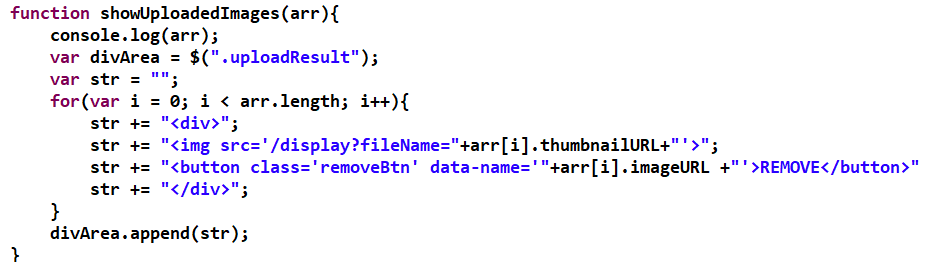 function showUploadedImages(arr){
    console.log(arr);
    var divArea = $(".uploadResult");
    var str = "";
    for(var i = 0; i < arr.length; i++){
        str += "<div>";
        str += "<img src='/display?fileName="+arr[i].thumbnailURL+"'>";
        str += "<button class='removeBtn' data-name='"+arr[i].imageURL +"'>REMOVE</button>"
        str += "</div>";
    }
    divArea.append(str);
}